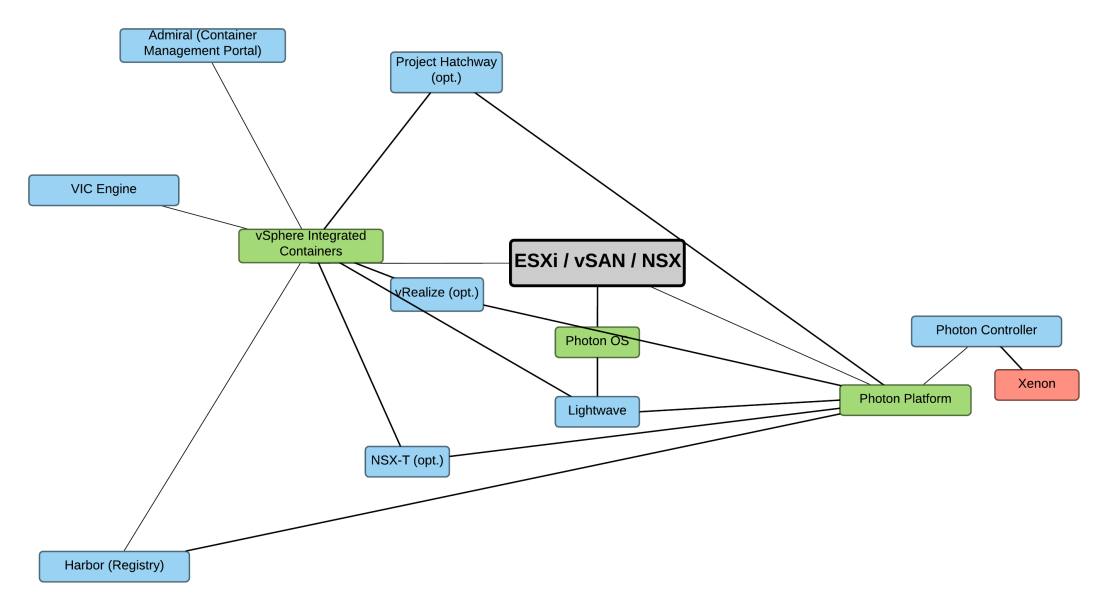 Admiral (Container
Management Portal)
Project Hatchway
(opt.)
VIC Engine
vSphere Integrated
Containers
ESXi / vSAN / NSX
vRealize (opt.)
Photon OS
Photon Controller
Xenon
Photon Platform
Lightwave
NSX-T (opt.)
Harbor (Registry)